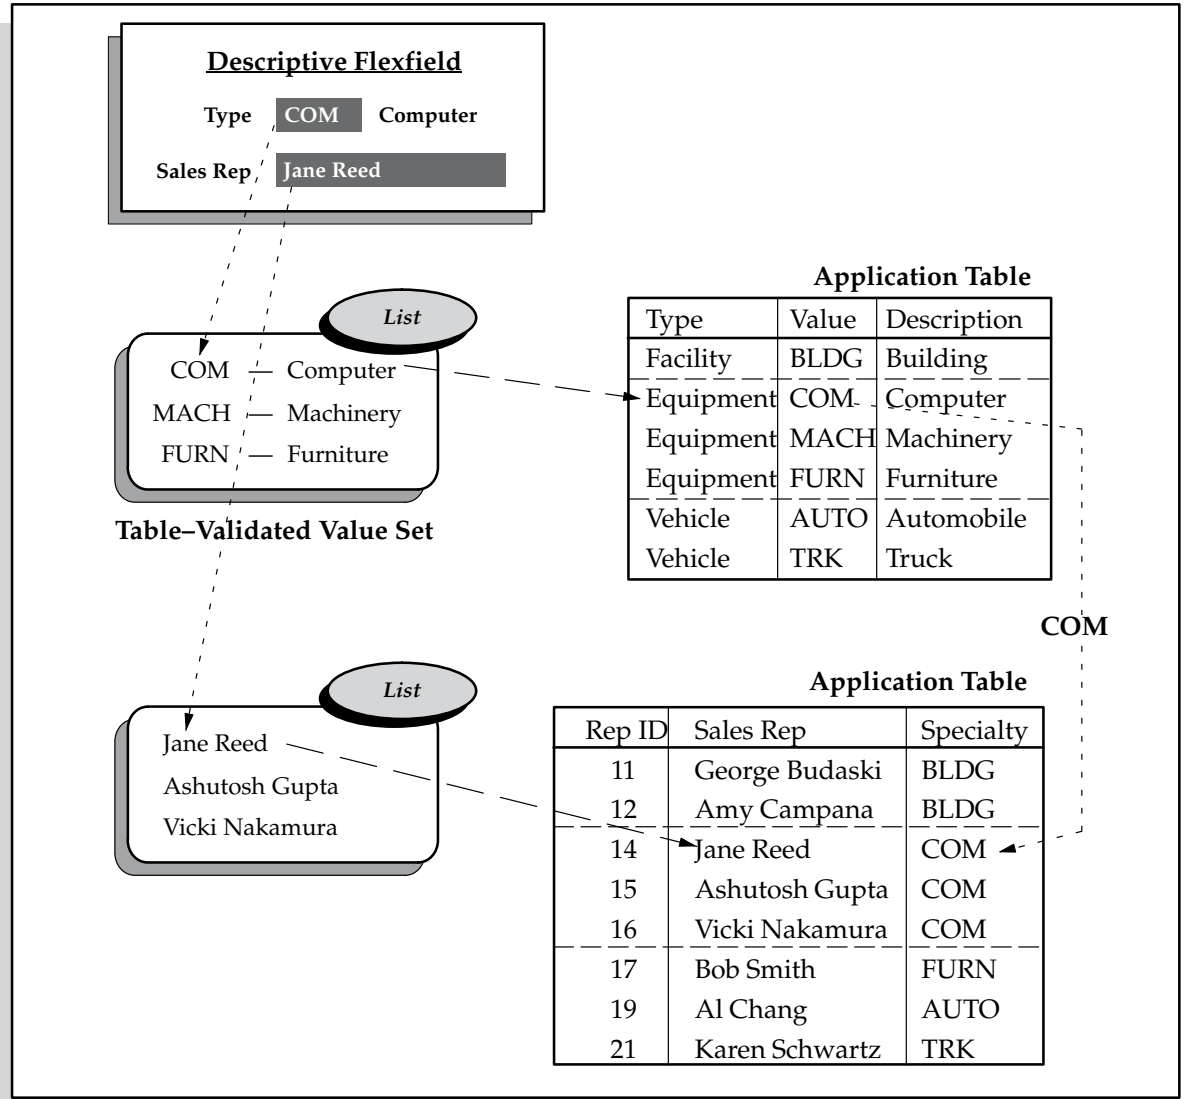 Descriptive Flexfield
Type COM Computer
Sales Rep Jane Reed
List
COM — Computer
MACH — Machinery
FURN — Furniture
Table–Validated Value Set
Application Table
Type Value Description
Facility BLDG Building
Equipment COM Computer
Equipment MACH Machinery
Equipment FURN Furniture
Vehicle AUTO Automobile
Vehicle TRK Truck
COM
List
Jane Reed
Ashutosh Gupta
Vicki Nakamura
Application Table
Rep ID Sales Rep Specialty
11 George Budaski BLDG
12 Amy Campana BLDG
14 Jane Reed COM
15 Ashutosh Gupta COM
16 Vicki Nakamura COM
17 Bob Smith FURN
19 Al Chang AUTO
21 Karen Schwartz TRK